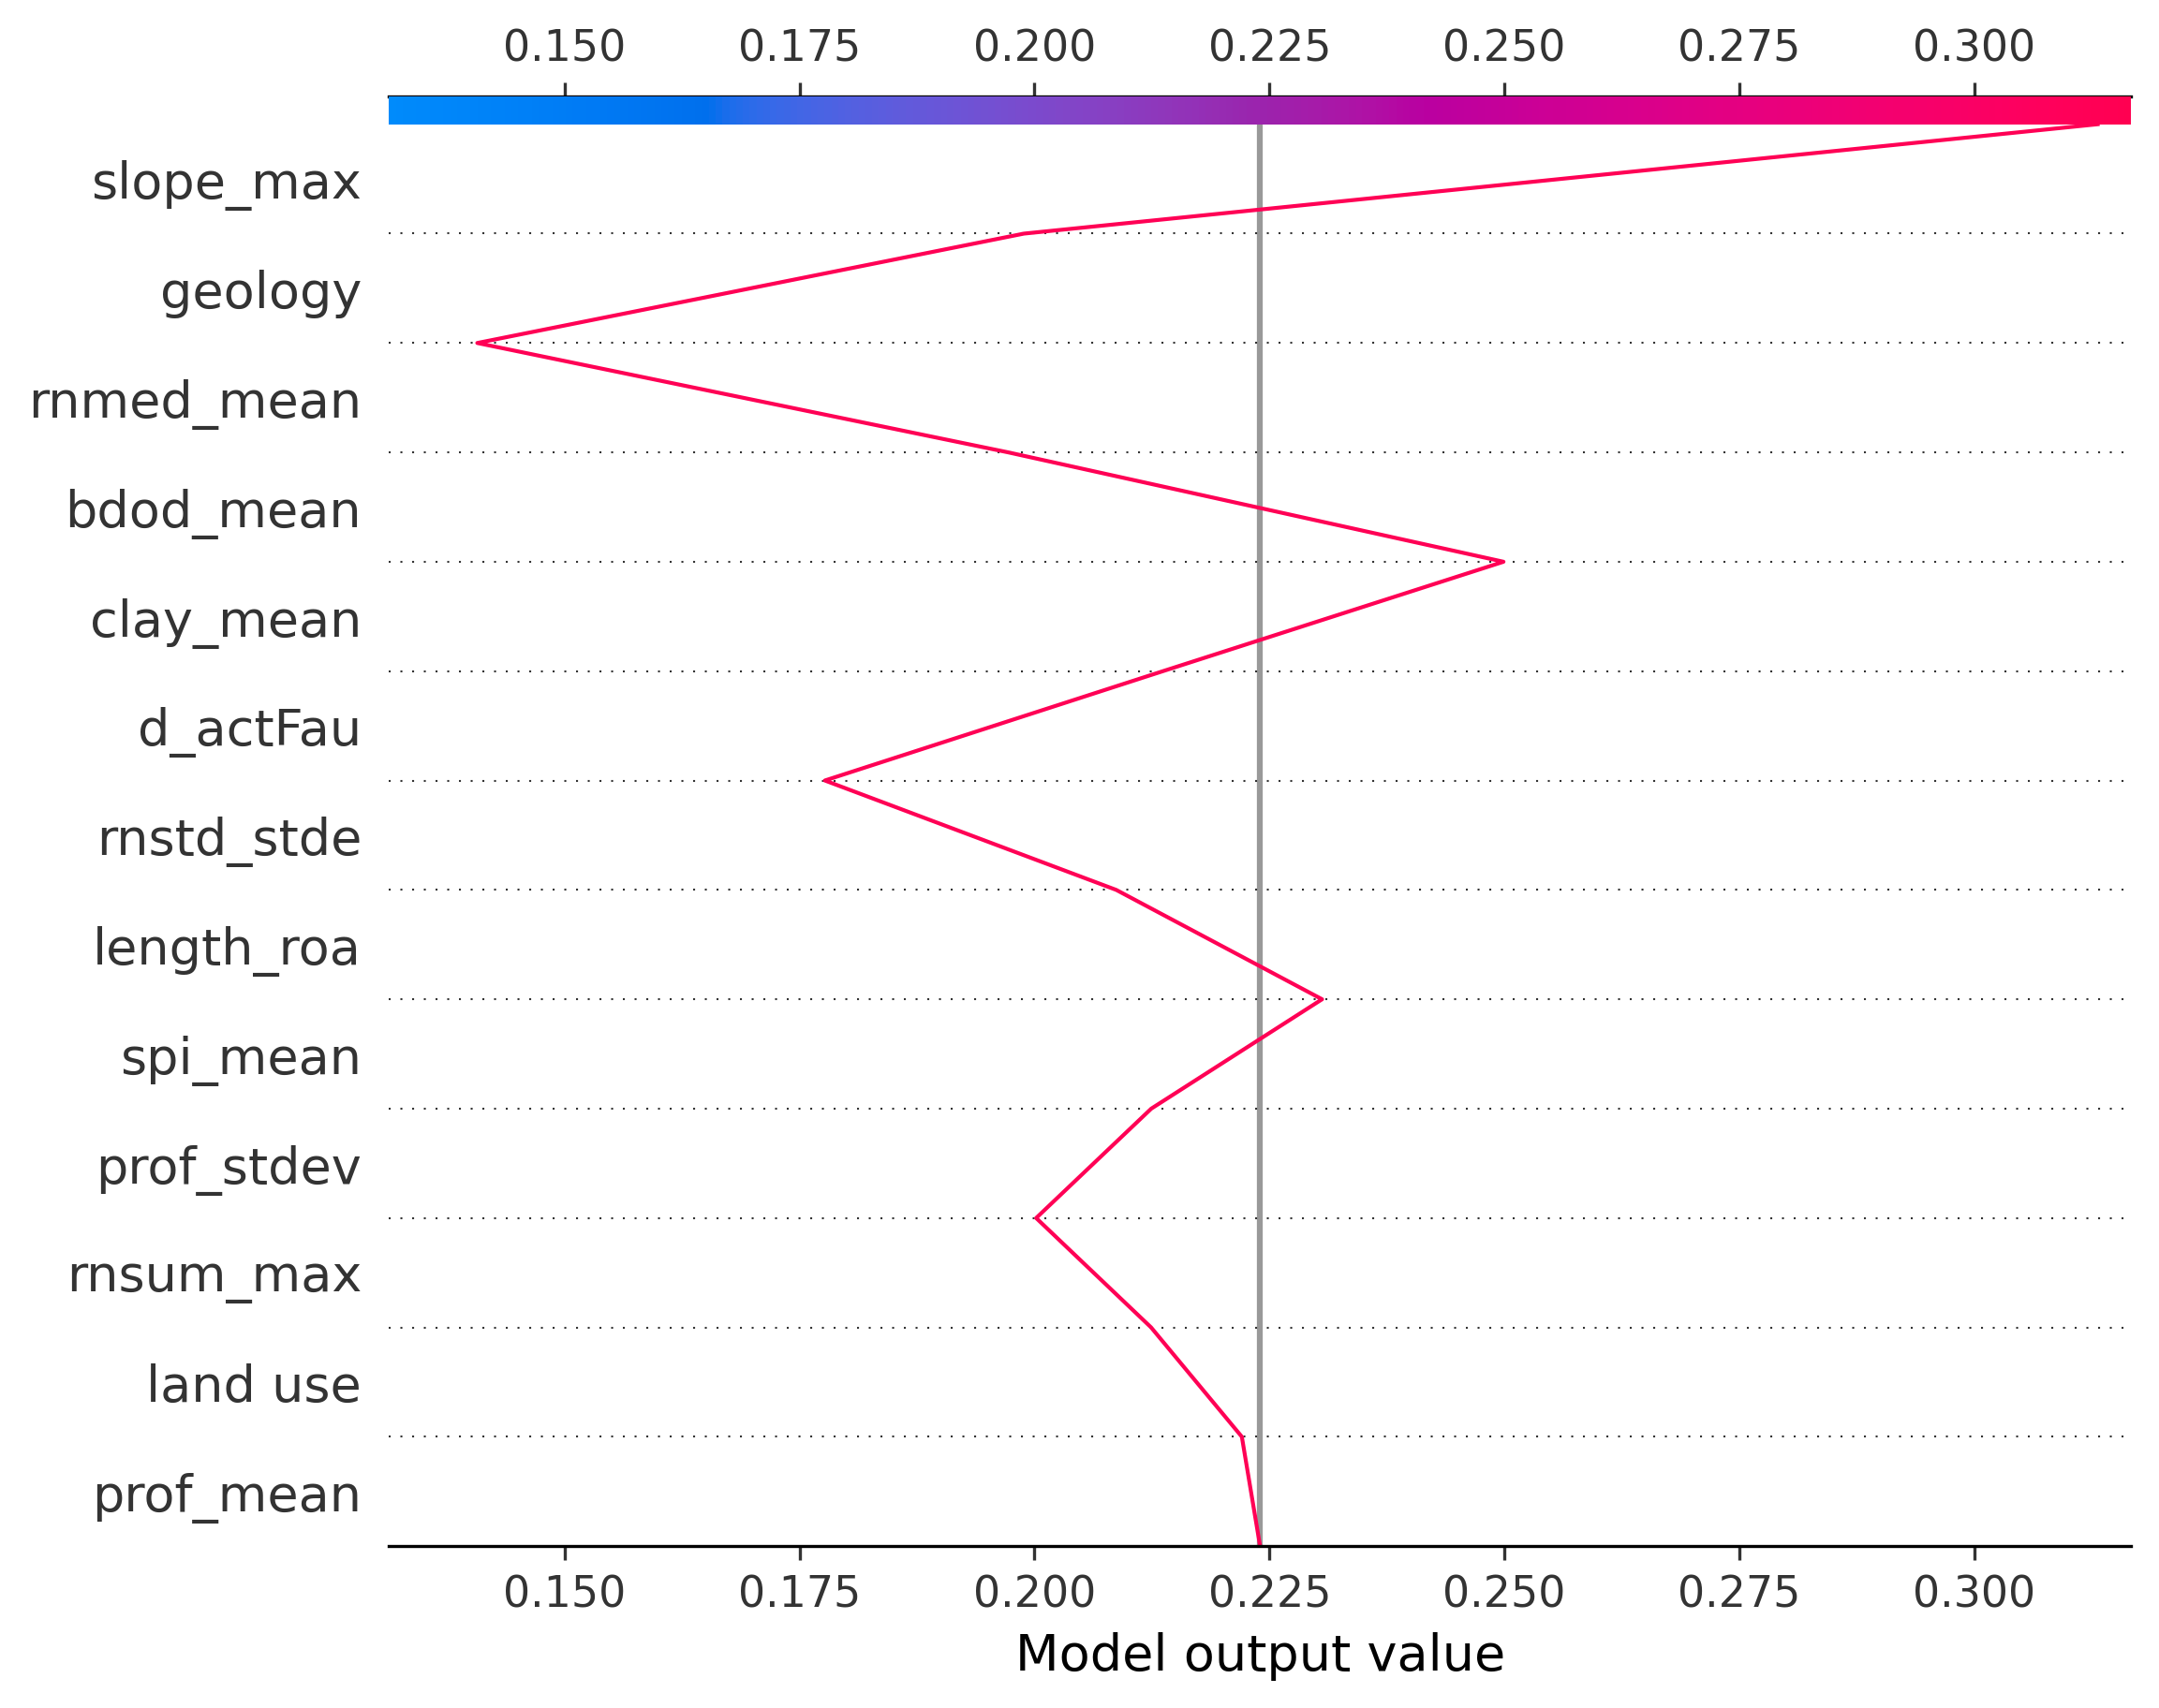 0.150 0.175 0.200 0.225 0.250 0.275 0.300
slope_max
geology
rnmed_mean
bdod_mean
clay_mean
d_actFau
rnstd_stde
length_roa
spi_mean
prof_stdev
rnsum_max
land use
prof_mean
0.150 0.175 0.200 0.225 0.250 0.275 0.300
Model output value